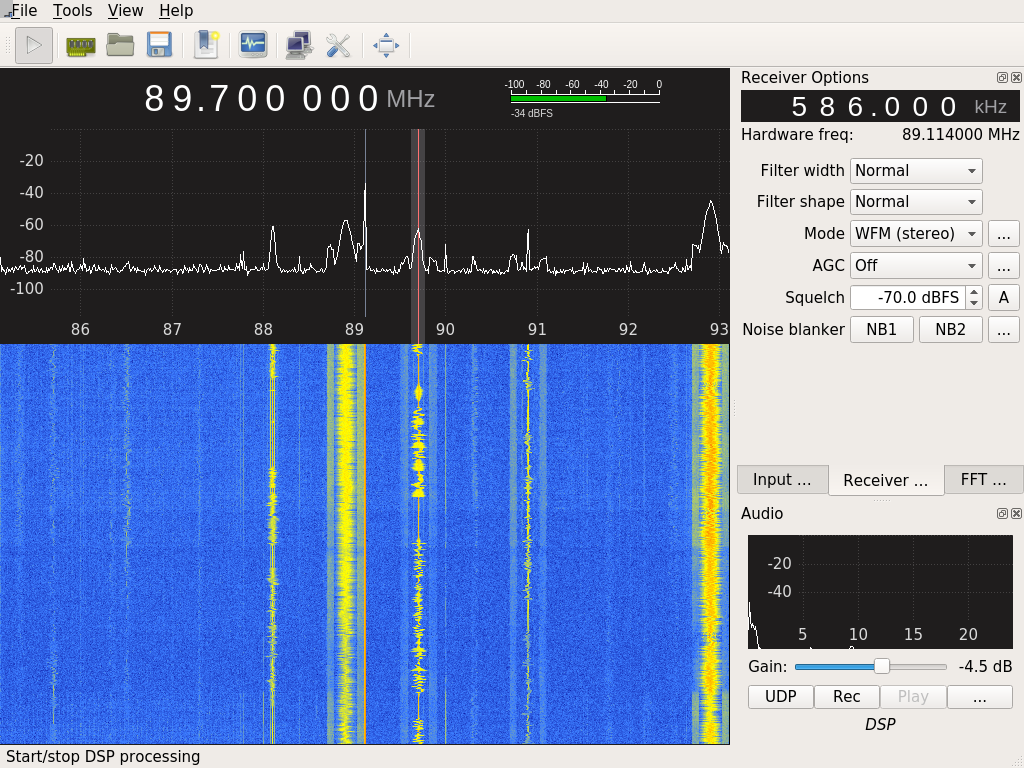 File Tools View Help
89.700 000 MHz
-100 -80 -60 -40 -20 0
-34 dBFS
-20
-40
-60
-80
-100
86 87 88 89 90 91 92 93
Receiver Options
586.000 kHz
Hardware freq: 89.114000 MHz
Filter width Normal
Filter shape Normal
Mode WFM (stereo) ...
AGC Off ...
Squelch -70.0 dBFS A
Noise blanker NB1 NB2 ...
Input ... Receiver ... FFT ...
Audio
-20
-40
5 10 15 20
Gain: -4.5 dB
UDP Rec Play ...
DSP
Start/stop DSP processing